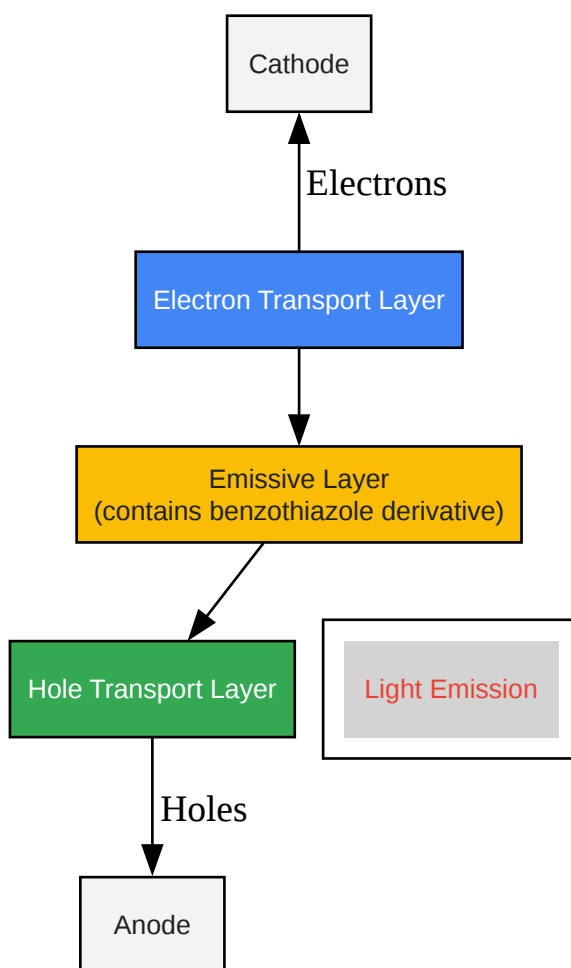 Cathode
Electrons
Electron Transport Layer
Emissive Layer
(contains benzothiazole derivative)
Hole Transport Layer
Light Emission
Holes
Anode